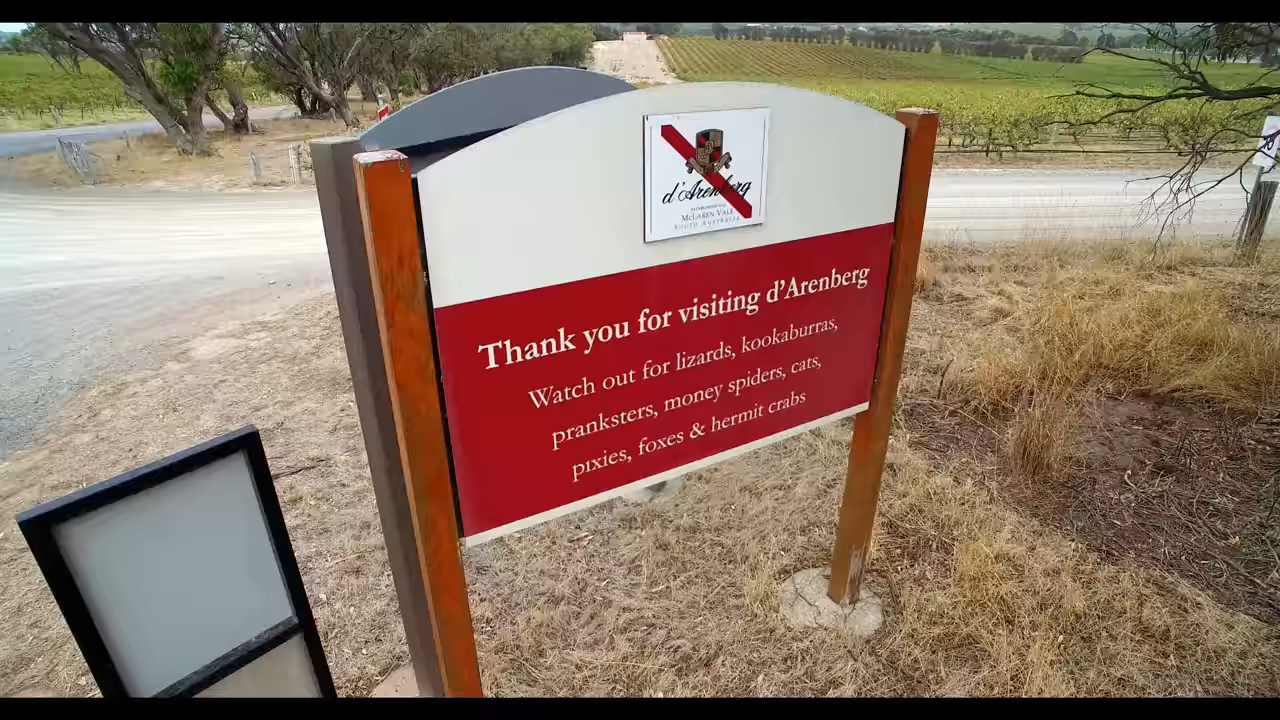 d'Arenberg
McLAREN VALE
SOUTH AUSTRALIA
Thank you for visiting d'Arenberg
Watch out for lizards, kookaburras,
pranksters, money spiders, cats,
pixies, foxes & hermit crabs